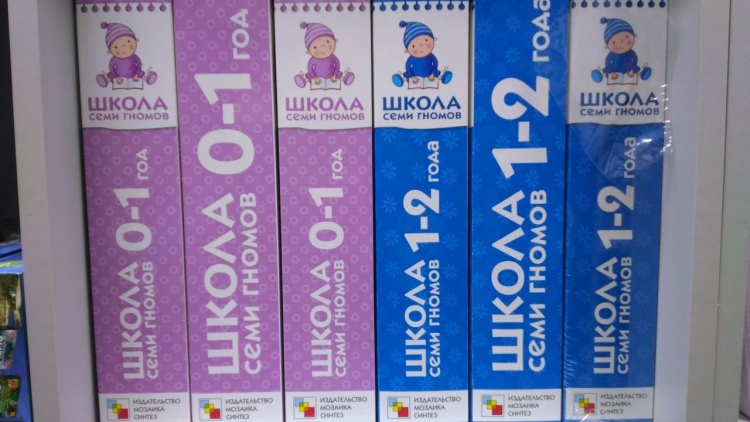 ШКОЛА
СЕМИ ГНОМОВ
ШКОЛА 0-1 ГОД
СЕМИ ГНОМОВ
ИЗДАТЕЛЬСТВО
МОЗАИКА
СИНТЕЗ
ШКОЛА 0-1 ГОД
СЕМИ ГНОМОВ
ИЗДАТЕЛЬСТВО
МОЗАИКА
СИНТЕЗ
ШКОЛА
СЕМИ ГНОМОВ
ШКОЛА 0-1 ГОД
СЕМИ ГНОМОВ
ИЗДАТЕЛЬСТВО
МОЗАИКА
СИНТЕЗ
ШКОЛА
СЕМИ ГНОМОВ
ШКОЛА 1-2 ГОДА
СЕМИ ГНОМОВ
ИЗДАТЕЛЬСТВО
МОЗАИКА
СИНТЕЗ
ШКОЛА 1-2 ГОДА
СЕМИ ГНОМОВ
ИЗДАТЕЛЬСТВО
МОЗАИКА
СИНТЕЗ
ШКОЛА
СЕМИ ГНОМОВ
ШКОЛА 1-2 ГОДА
СЕМИ ГНОМОВ
ИЗДАТЕЛЬСТВО
МОЗАИКА
СИНТЕЗ